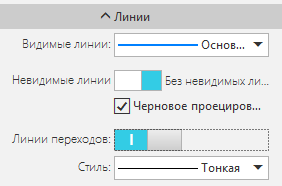 Линии
Видимые линии: Основ...
Невидимые линии Без невидимых ли...
Черновое проециров...
Линии переходов:
Стиль: Тонкая